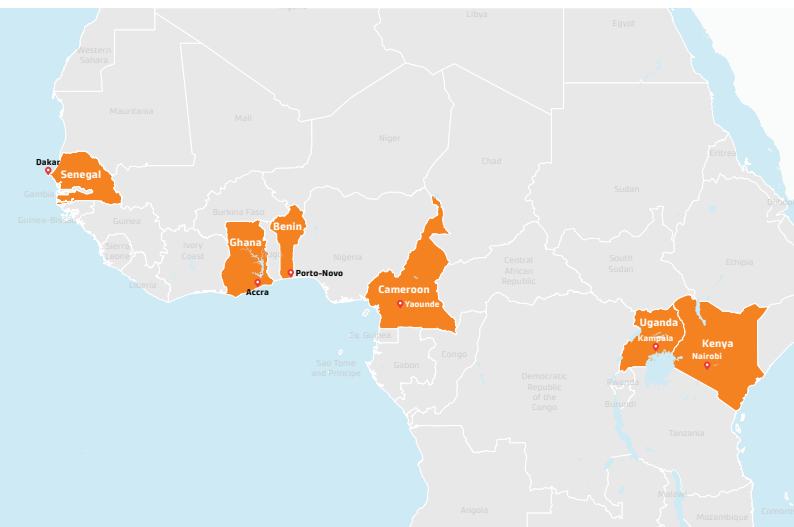 Libya
Egypt
Western
Sahara
Mauritania
Mali
Niger
Chad
Eritrea
Sudan
Dakar
Senegal
Gambia
Guinea-Bissau
Guinea
Burkina Faso
Benin
Ghana
Sierra
Leone
Ivory
Coast
Nigeria
Liberia
Porto-Novo
Accra
Central
African
Republic
South
Sudan
Ethiopia
Cameroon
Yaounde
Uganda
Kampala
Kenya
Nairobi
Eq. Guinea
Sao Tome
and Principe
Gabon
Congo
Democratic
Republic
of the
Congo
Rwanda
Burundi
Tanzania
Angola
Malawi
Mozambique